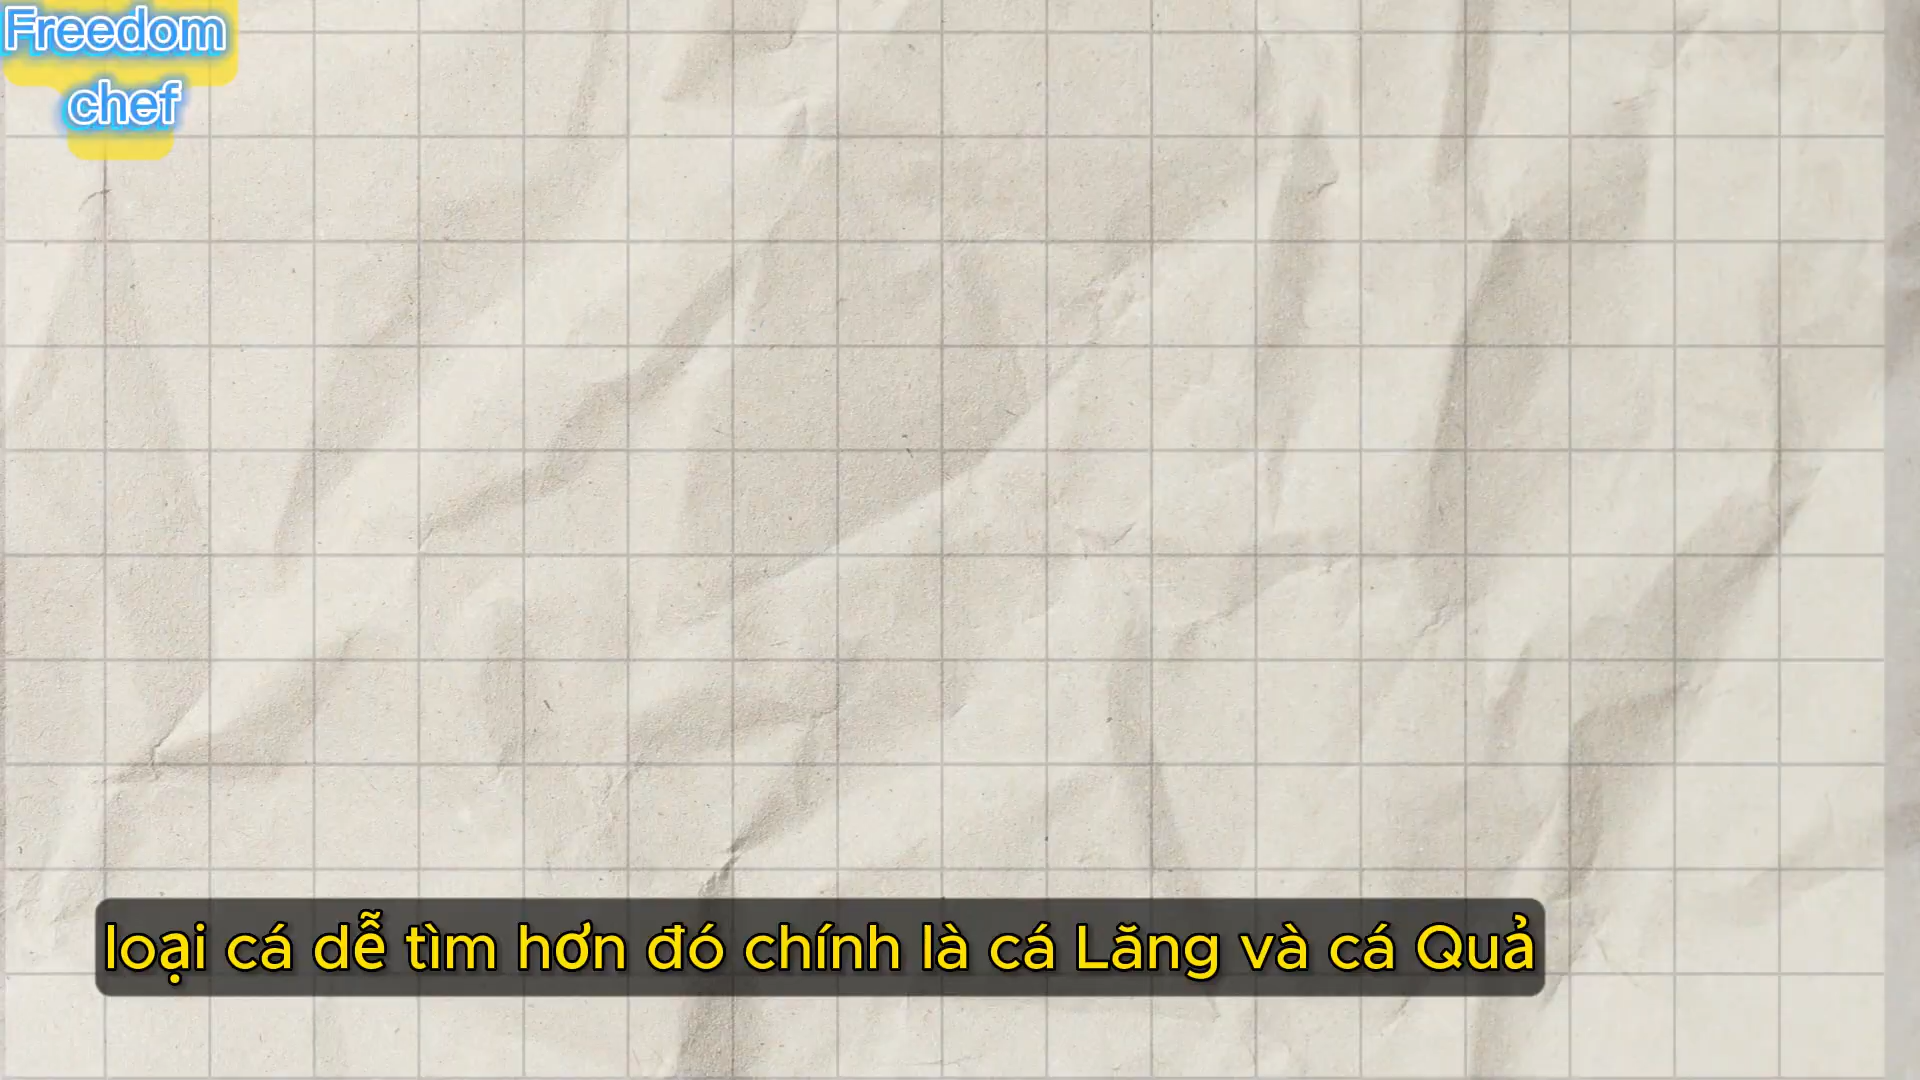 Freedom
chef
loại cá dễ tìm hơn đó chính là cá Lăng và cá Quả